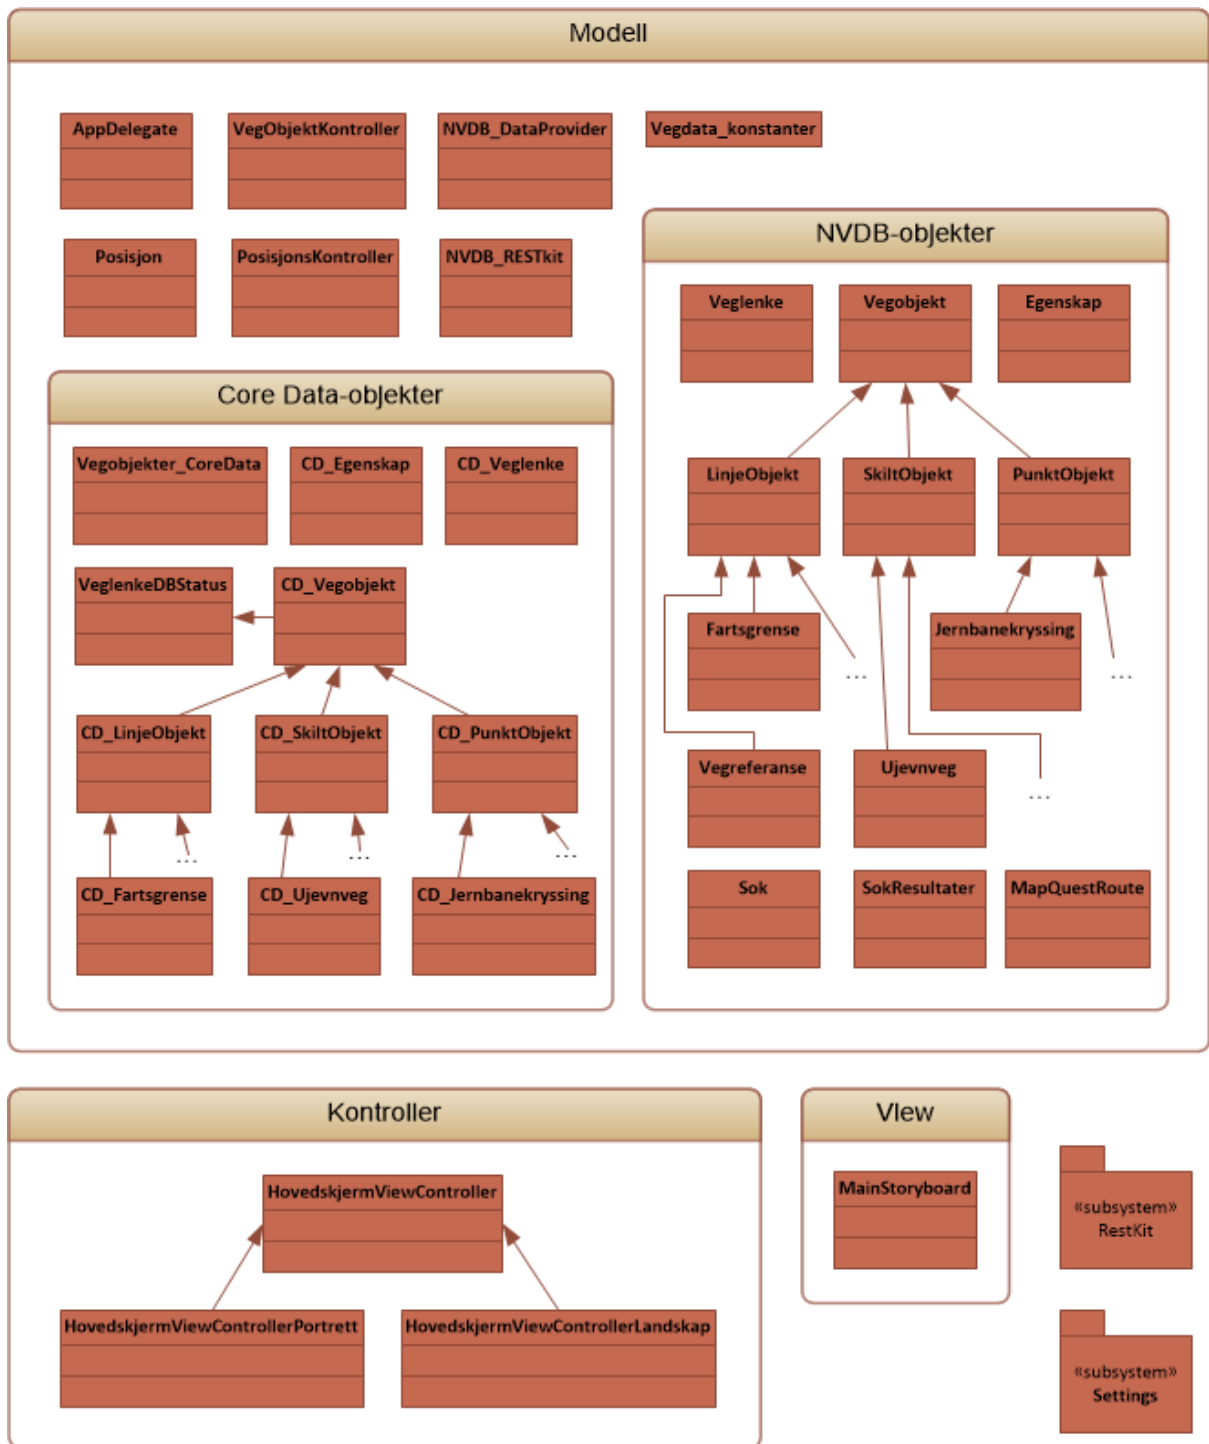 Modell
AppDelegate
VegObjektKontroller
NVDB_DataProvider
Vegdata_konstanter
Posisjon
PosisjonsKontroller
NVDB_RESTkit
NVDB-objekter
Veglenke
Vegobjekt
Egenskap
LinjeObjekt
SkiltObjekt
PunktObjekt
Fartsgrense
...
Jernbanekryssing
...
Vegreferanse
Ujevnveg
...
Sok
SokResultater
MapQuestRoute
Core Data-objekter
Vegobjekter_CoreData
CD_Egenskap
CD_Veglenke
VeglenkeDBStatus
CD_Vegobjekt
CD_LinjeObjekt
CD_SkiltObjekt
CD_PunktObjekt
...
...
...
CD_Fartsgrense
CD_Ujevnveg
CD_Jernbanekryssing
Kontroller
HovedskjermViewController
HovedskjermViewControllerPortrett
HovedskjermViewControllerLandskap
VIew
MainStoryboard
«subsystem»
RestKit
«subsystem»
Settings